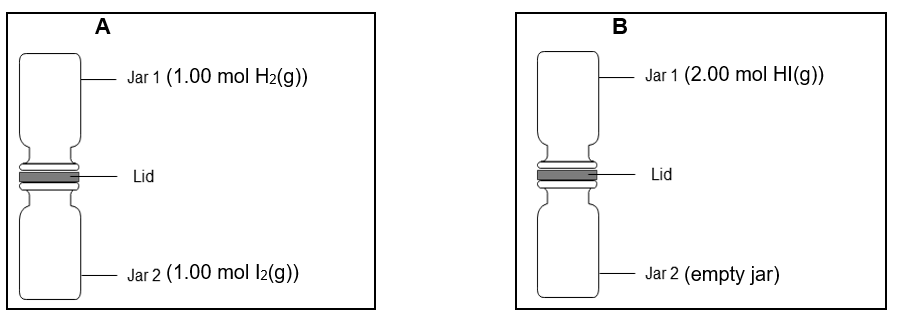 A
Jar 1 (1.00 mol H₂(g))
Lid
Jar 2 (1.00 mol I₂(g))
B
Jar 1 (2.00 mol HI(g))
Lid
Jar 2 (empty jar)